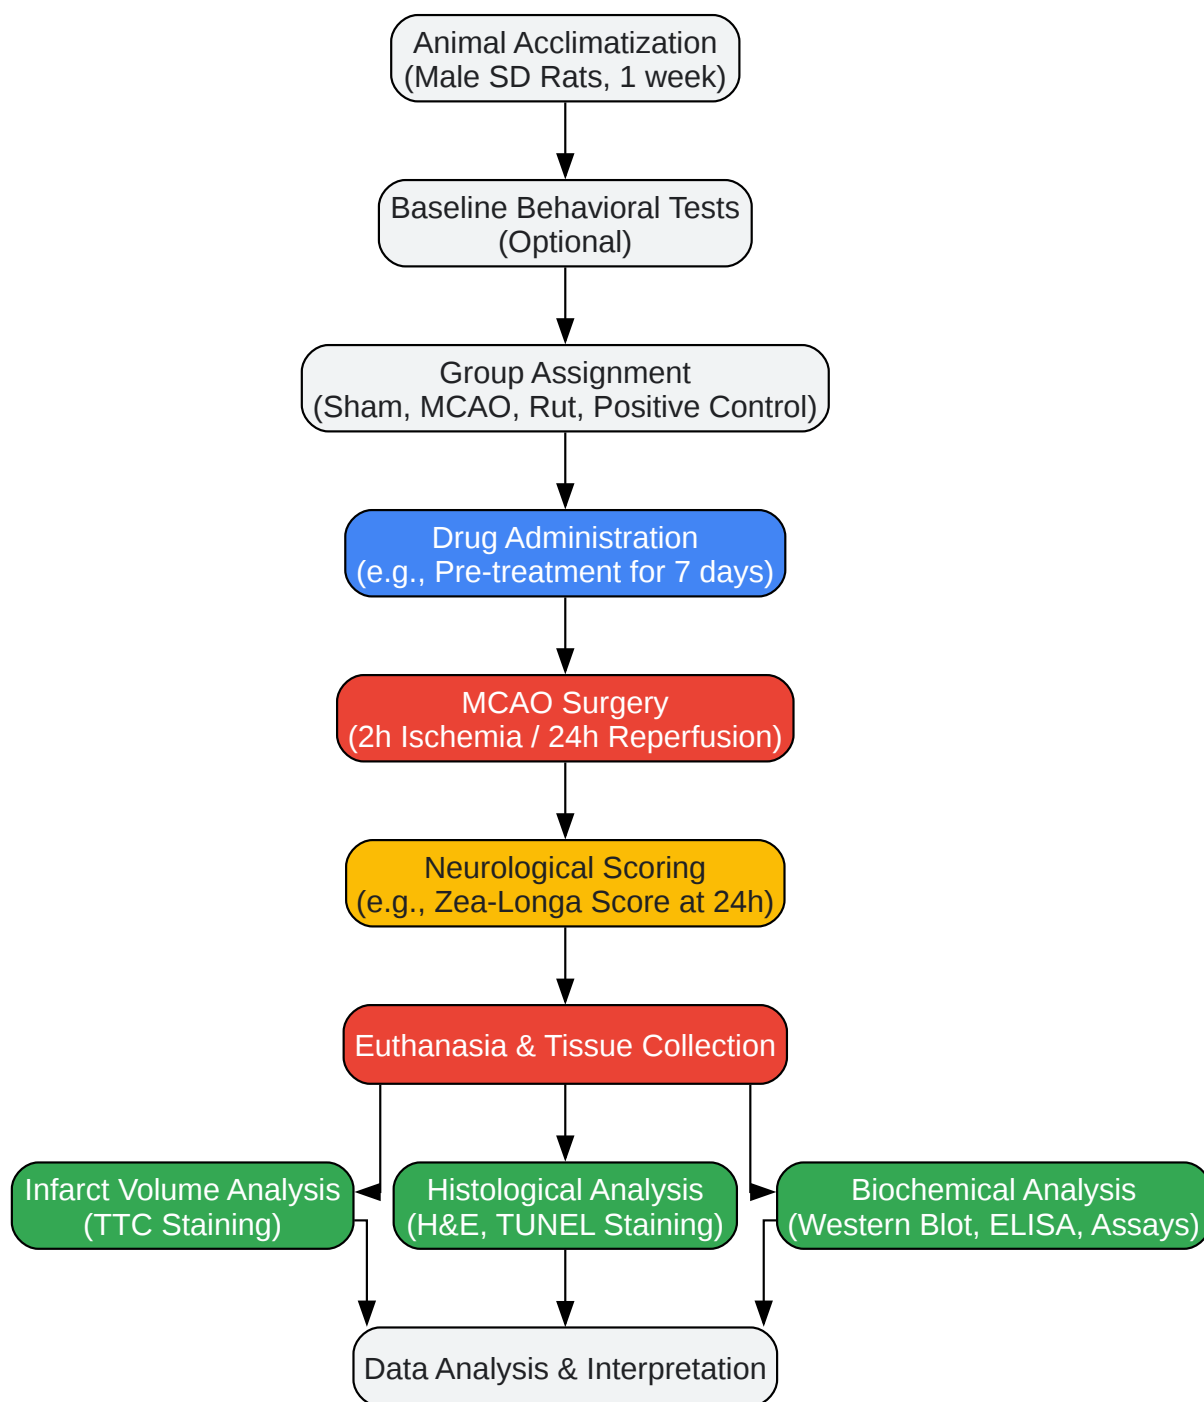 Animal Acclimatization
(Male SD Rats, 1 week)
Baseline Behavioral Tests
(Optional)
Group Assignment
(Sham, MCAO, Rut, Positive Control)
Drug Administration
(e.g., Pre-treatment for 7 days)
MCAO Surgery
(2h Ischemia / 24h Reperfusion)
Neurological Scoring
(e.g., Zea-Longa Score at 24h)
Euthanasia & Tissue Collection
Infarct Volume Analysis
(TTC Staining)
Histological Analysis
(H&E, TUNEL Staining)
Biochemical Analysis
(Western Blot, ELISA, Assays)
Data Analysis & Interpretation